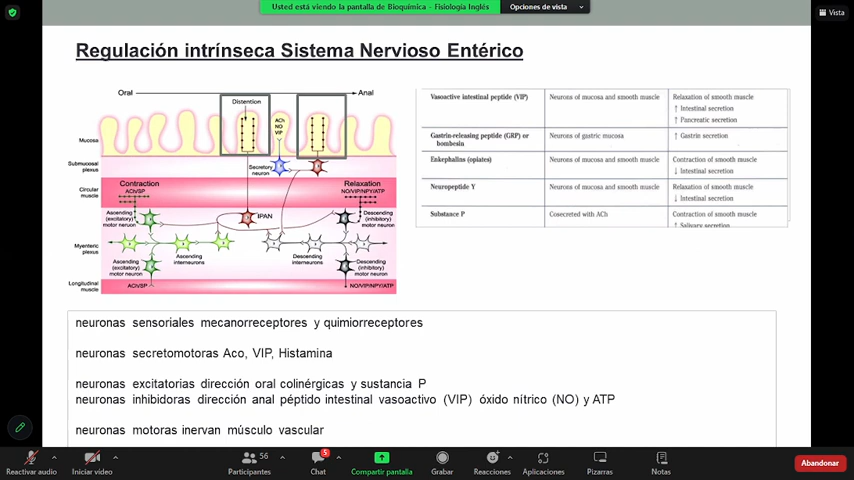 Usted está viendo la pantalla de Bioquímica - Fisiología Inglés
Opciones de vista
Vista
Regulación intrínseca Sistema Nervioso Entérico
Oral
Anal
Distention
ACh
NO
VIP
Mucosa
Submucosal
plexus
Secretory
neuron
Circular
muscle
Contraction
ACh/SP
Relaxation
NO/VIP/NPY/ATP
Ascending
(excitatory)
motor neuron
IPAN
Descending
(inhibitory)
motor neuron
Myenteric
plexus
Ascending
interneurons
Descending
interneurons
Ascending
(excitatory)
motor neuron
Descending
(inhibitory)
motor neuron
Longitudinal
muscle
ACh/SP
NO/VIP/NPY/ATP
Vasoactive intestinal peptide (VIP)
Neurons of mucosa and smooth muscle
Relaxation of smooth muscle
↑ Intestinal secretion
↑ Pancreatic secretion
Gastrin-releasing peptide (GRP) or
bombesin
Neurons of gastric mucosa
↑ Gastrin secretion
Enkephalins (opiates)
Neurons of mucosa and smooth muscle
Contraction of smooth muscle
↓ Intestinal secretion
Neuropeptide Y
Neurons of mucosa and smooth muscle
Relaxation of smooth muscle
↓ Intestinal secretion
Substance P
Cosecreted with ACh
Contraction of smooth muscle
↑ Salivary secretion
neuronas sensoriales mecanorreceptores y quimiorreceptores
neuronas secretomotoras Aco, VIP, Histamina
neuronas excitatorias dirección oral colinérgicas y sustancia P
neuronas inhibidoras dirección anal péptido intestinal vasoactivo (VIP) óxido nítrico (NO) y ATP
neuronas motoras inervan músculo vascular
Reactivar audio
Iniciar video
56
Participantes
5
Chat
Compartir pantalla
Grabar
Reacciones
Aplicaciones
Pizarras
Notas
Abandonar